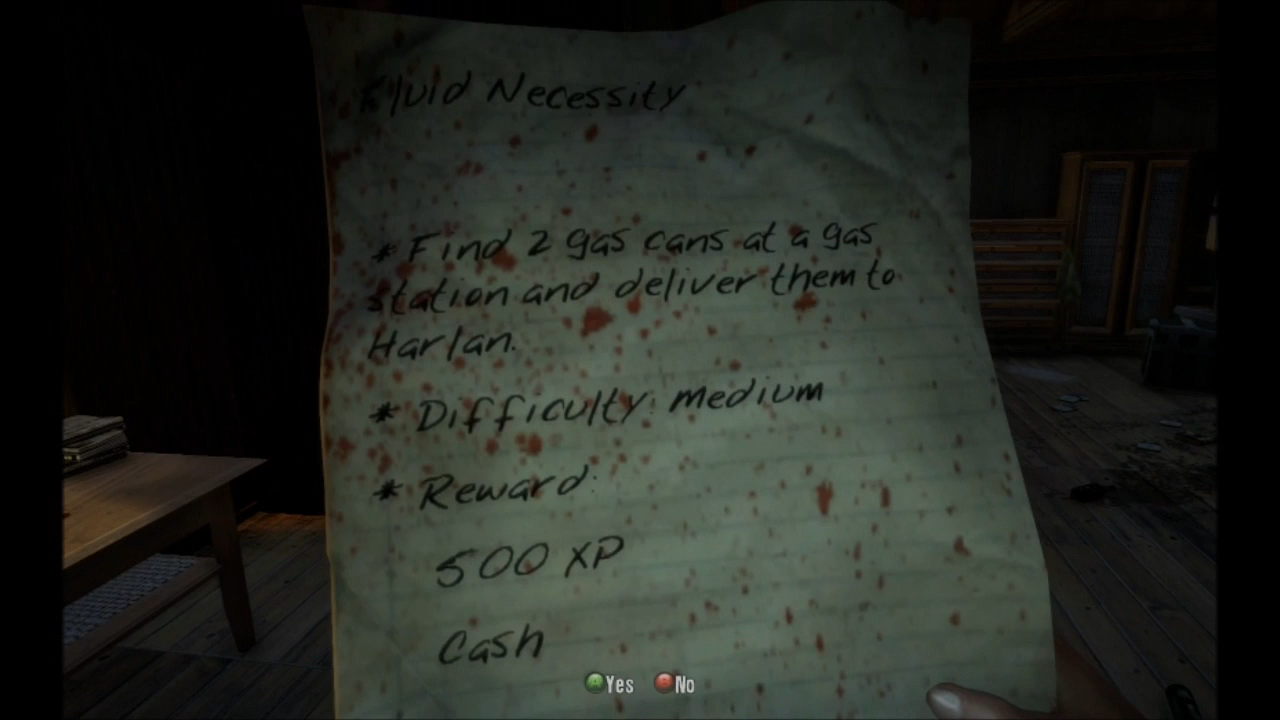 Fluid Necessity
* Find 2 gas cans at a gas
station and deliver them to
Harlan.
* Difficulty: medium
* Reward:
500 XP
Cash
Yes No